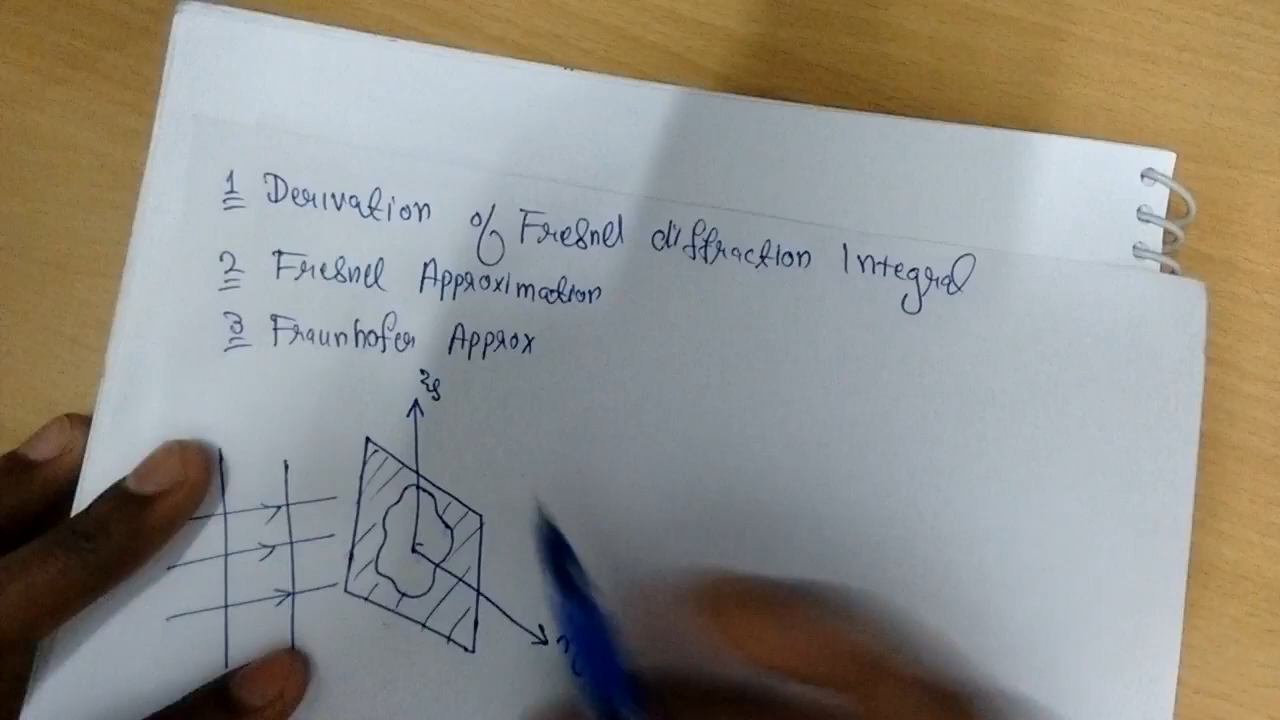 1 Derivation of Fresnel diffraction Integral
2 Fresnel Approximation
3 Fraunhofer Approx